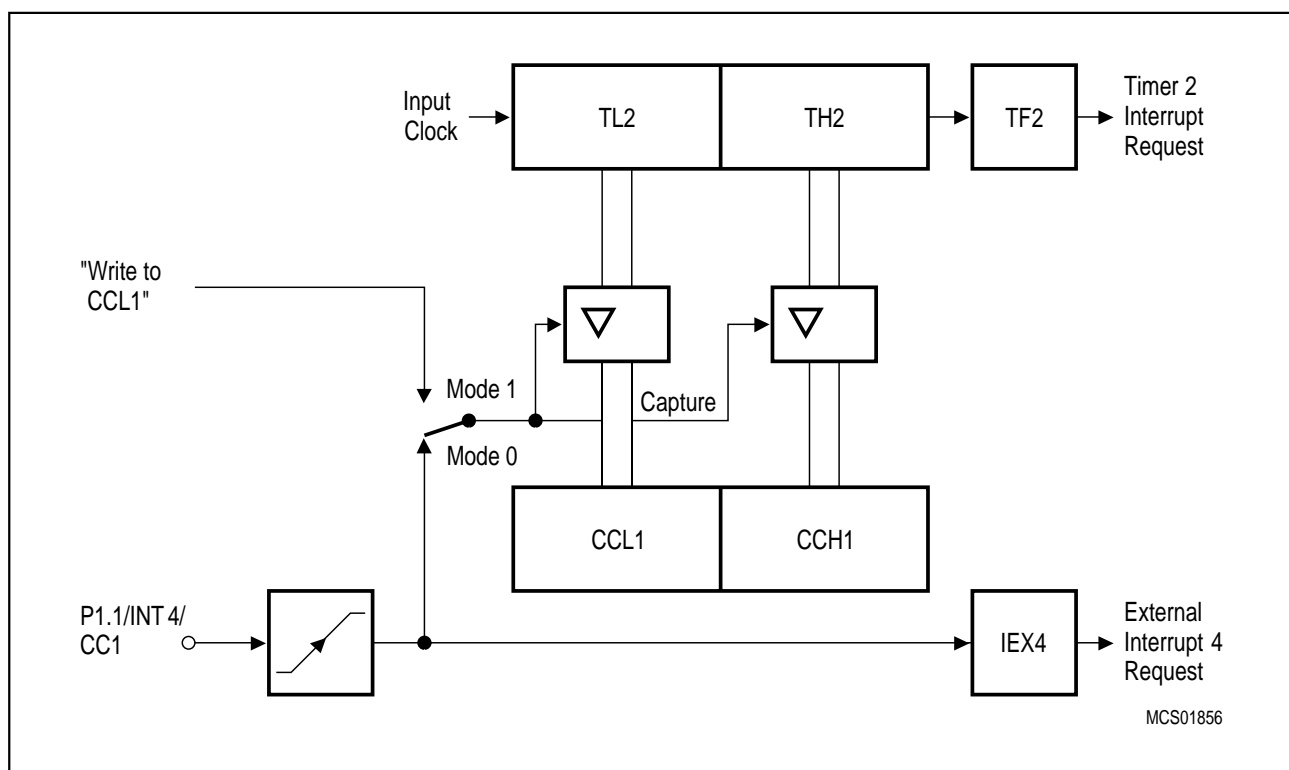 Input
Clock
TL2
TH2
TF2
Timer 2
Interrupt
Request
"Write to
CCL1"
Mode 1
Capture
Mode 0
CCL1
CCH1
P1.1/INT 4/
CC1
IEX4
External
Interrupt 4
Request
MCS01856